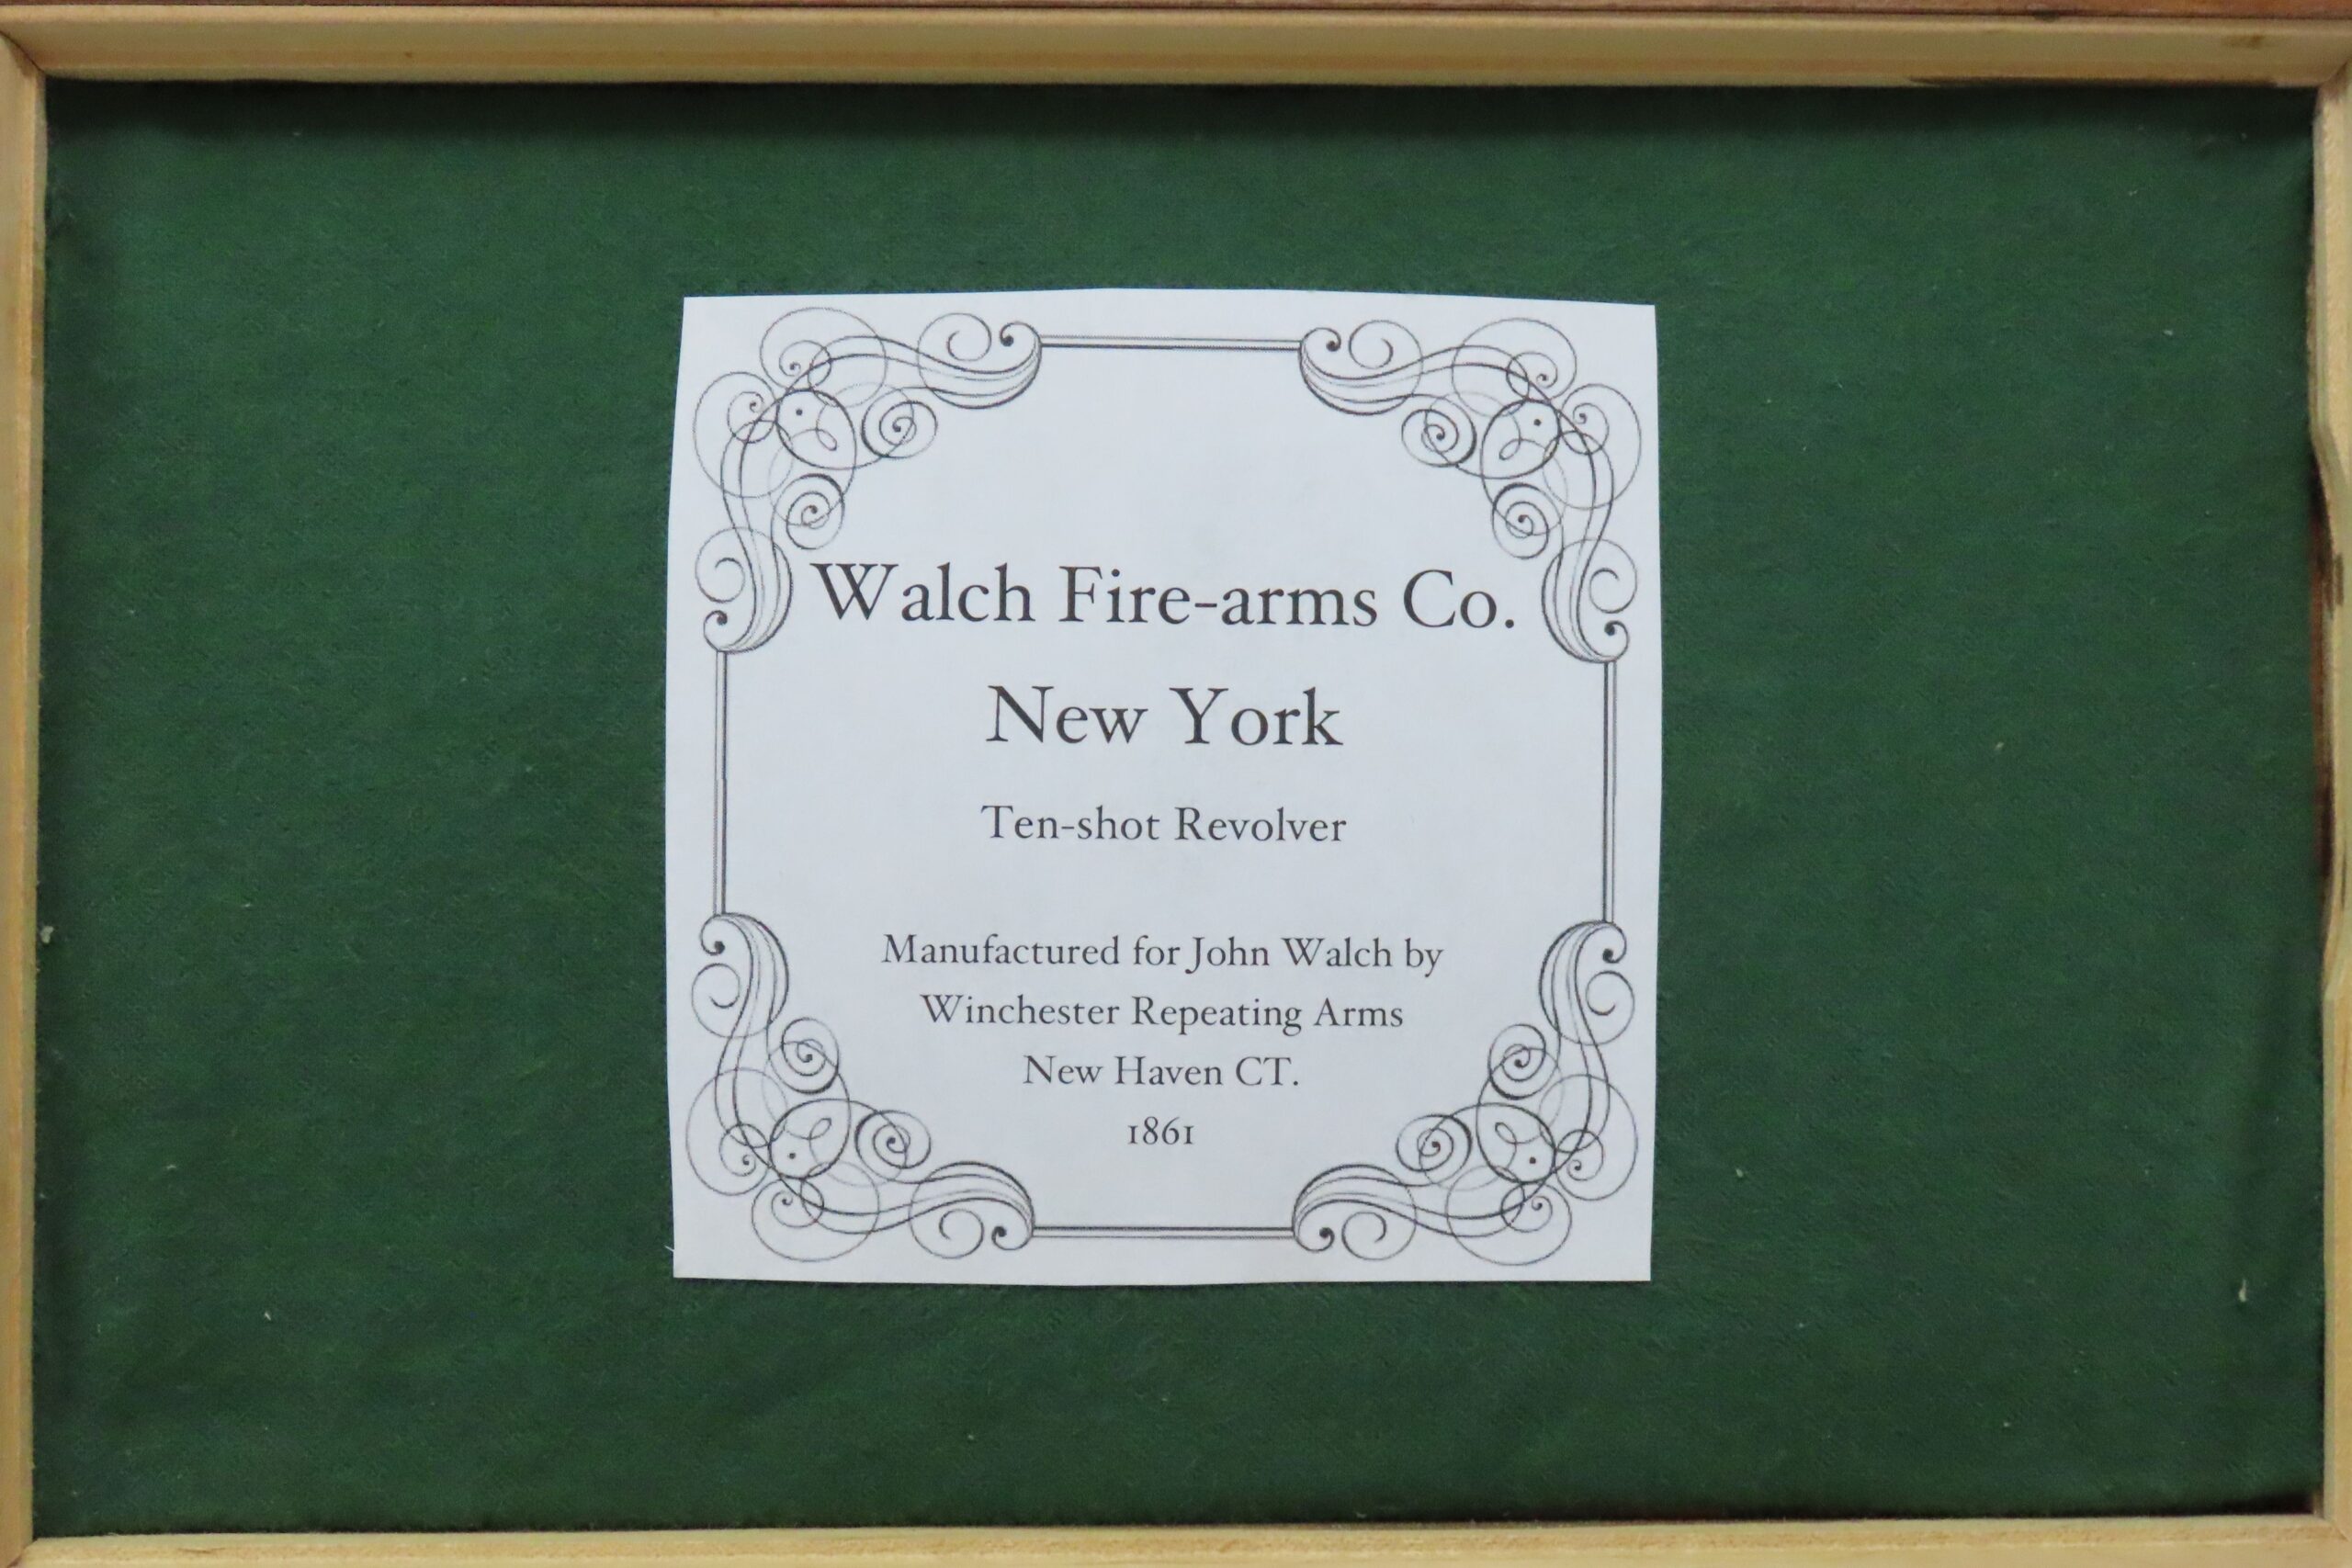 Walch Fire-arms Co.
New York
Ten-shot Revolver
Manufactured for John Walch by
Winchester Repeating Arms
New Haven CT.
1861